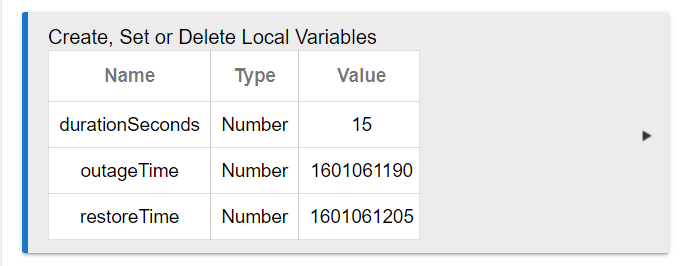 Create, Set or Delete Local Variables
Name Type Value
durationSeconds Number 15
outageTime Number 1601061190
restoreTime Number 1601061205